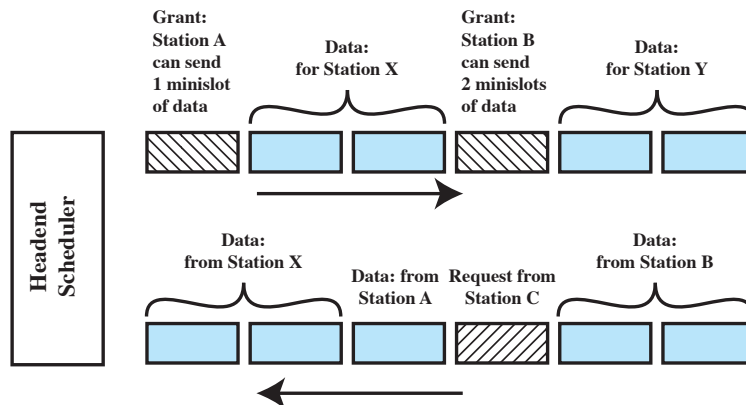 Grant:
Station A
can send
1 minislot
of data
Data:
for Station X
Grant:
Station B
can send
2 minislots
of data
Data:
for Station Y
Headend
Scheduler
Data:
from Station X
Data: from
Station A
Request from
Station C
Data:
from Station B